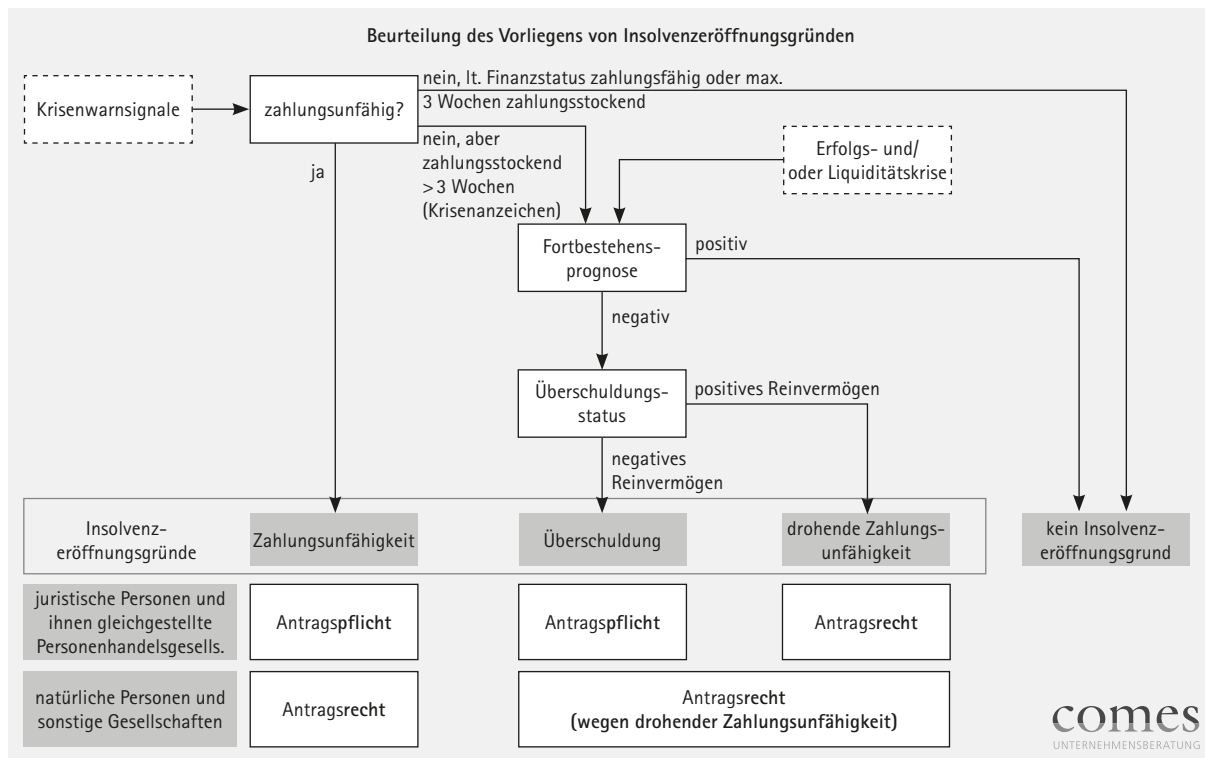 Beurteilung des Vorliegens von Insolvenzeröffnungsgründen
Krisenwarnsignale
zahlungsunfähig?
nein, lt. Finanzstatus zahlungsfähig oder max.
3 Wochen zahlungsstockend
nein, aber
zahlungsstockend
> 3 Wochen
(Krisenanzeichen)
ja
Erfolgs- und/
oder Liquiditätskrise
Fortbestehens-
prognose
positiv
negativ
Überschuldungs-
status
positives Reinvermögen
negatives
Reinvermögen
Insolvenz-
eröffnungsgründe
Zahlungsunfähigkeit
Überschuldung
drohende Zahlungs-
unfähigkeit
kein Insolvenz-
eröffnungsgrund
juristische Personen und
ihnen gleichgestellte
Personenhandelsgesells.
Antragspflicht
Antragspflicht
Antragsrecht
natürliche Personen und
sonstige Gesellschaften
Antragsrecht
Antragsrecht
(wegen drohender Zahlungsunfähigkeit)
comes
UNTERNEHMENSBERATUNG